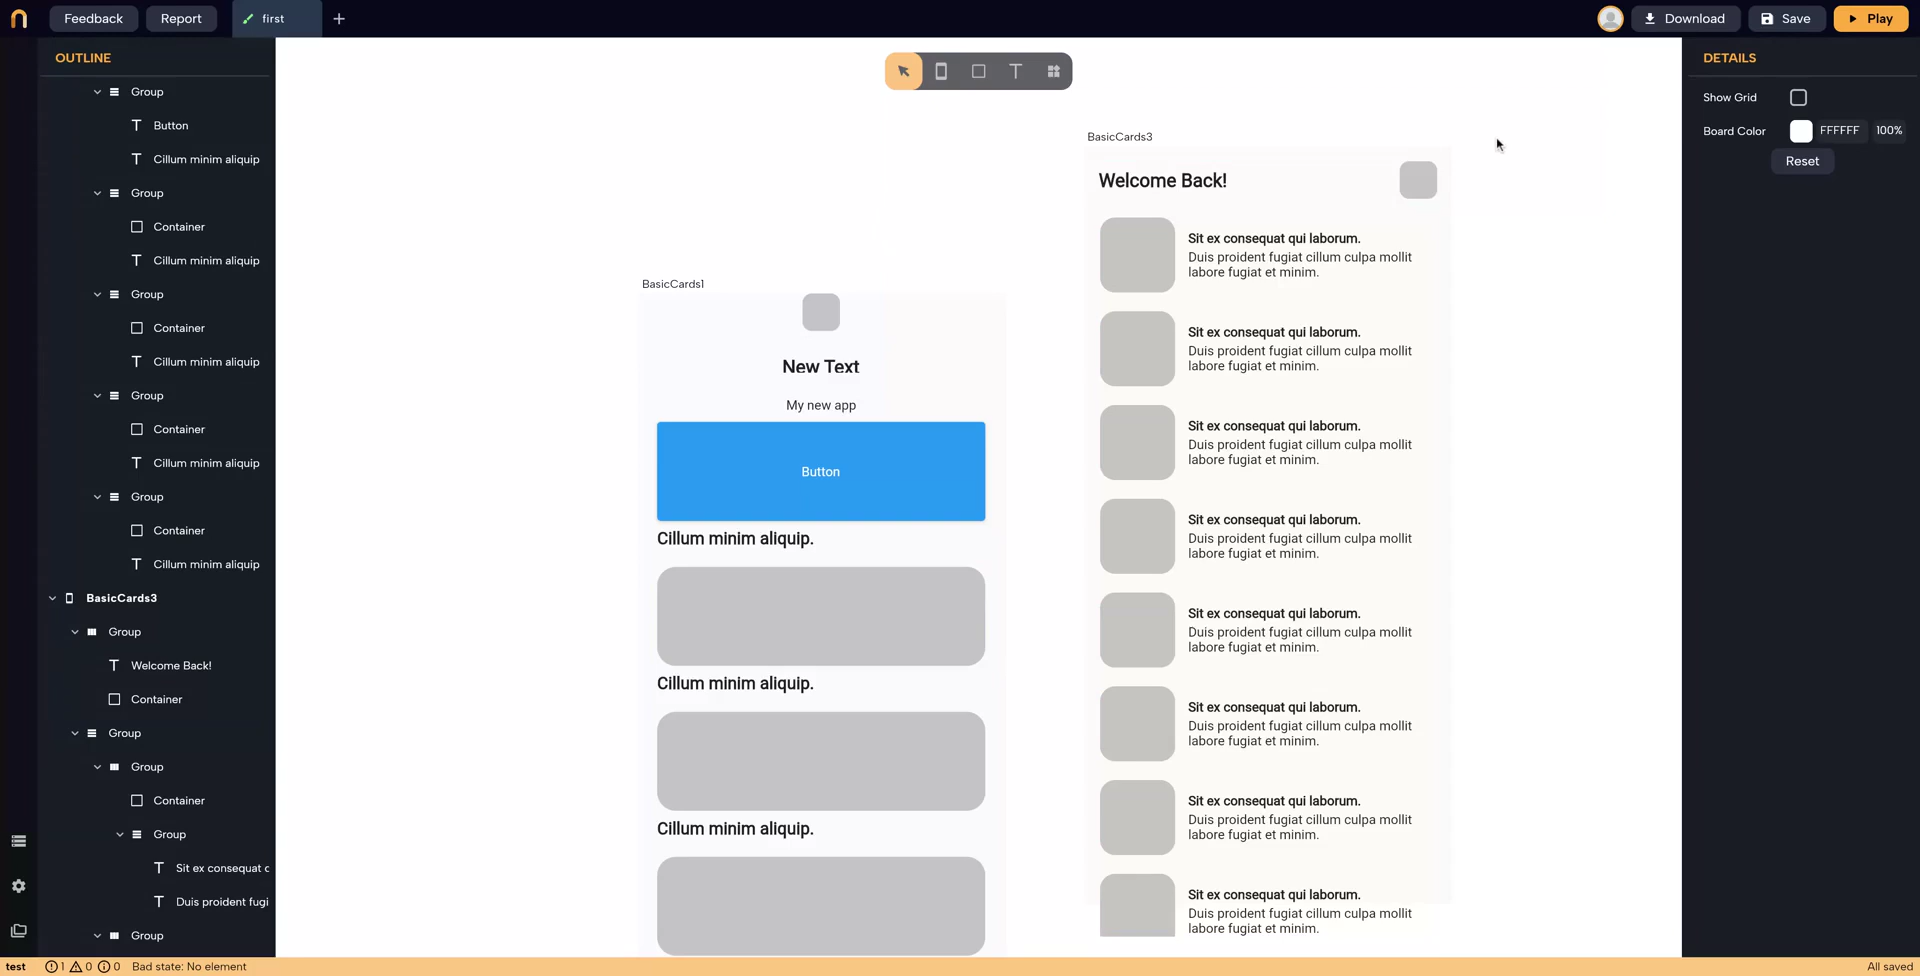 Feedback
Report
first
Download
Save
Play
OUTLINE
Group
Button
Cillum minim aliquip
Group
Container
Cillum minim aliquip
Group
Container
Cillum minim aliquip
Group
Container
Cillum minim aliquip
Group
Container
Cillum minim aliquip
BasicCards3
Group
Welcome Back!
Container
Group
Group
Container
Group
Sit ex consequat c
Duis proident fugi
Group
BasicCards1
New Text
My new app
Button
Cillum minim aliquip.
Cillum minim aliquip.
Cillum minim aliquip.
BasicCards3
Welcome Back!
Sit ex consequat qui laborum.
Duis proident fugiat cillum culpa mollit
labore fugiat et minim.
Sit ex consequat qui laborum.
Duis proident fugiat cillum culpa mollit
labore fugiat et minim.
Sit ex consequat qui laborum.
Duis proident fugiat cillum culpa mollit
labore fugiat et minim.
Sit ex consequat qui laborum.
Duis proident fugiat cillum culpa mollit
labore fugiat et minim.
Sit ex consequat qui laborum.
Duis proident fugiat cillum culpa mollit
labore fugiat et minim.
Sit ex consequat qui laborum.
Duis proident fugiat cillum culpa mollit
labore fugiat et minim.
Sit ex consequat qui laborum.
Duis proident fugiat cillum culpa mollit
labore fugiat et minim.
Sit ex consequat qui laborum.
Duis proident fugiat cillum culpa mollit
labore fugiat et minim.
DETAILS
Show Grid
Board Color FFFFFF 100%
Reset
test 1 0 0 Bad state: No element
All saved